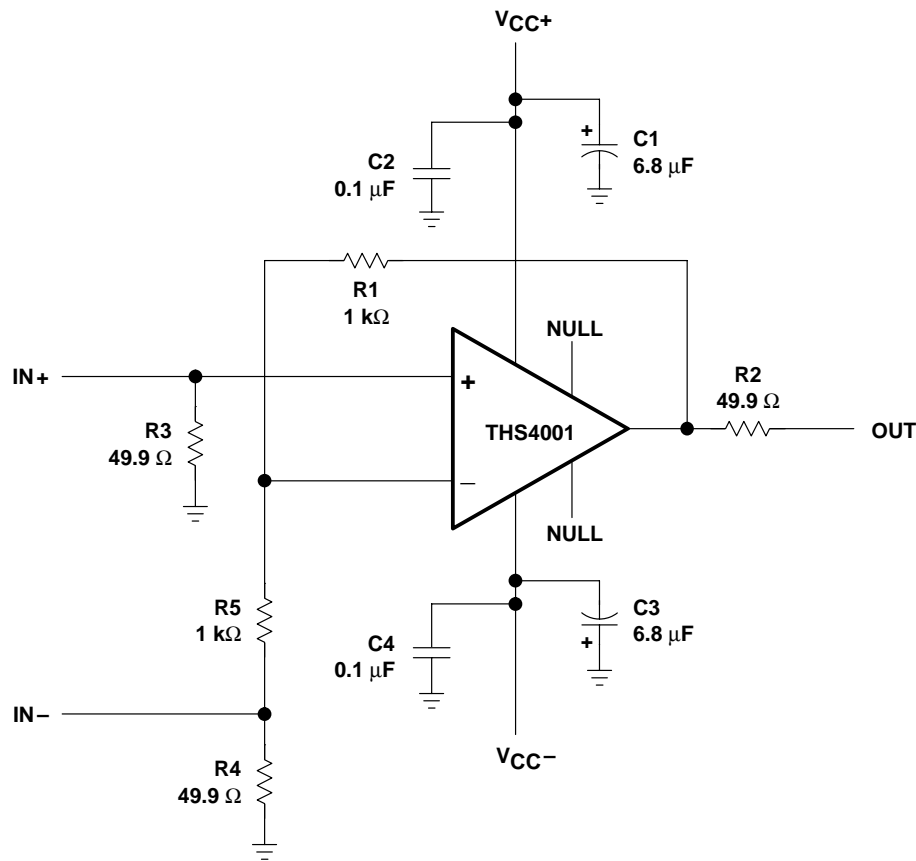 VCC+
C2
0.1 μF
+
C1
6.8 μF
R1
1 kΩ
NULL
IN+
+
R2
49.9 Ω
R3
49.9 Ω
THS4001
OUT
–
NULL
R5
1 kΩ
C4
0.1 μF
C3
6.8 μF
+
IN–
VCC–
R4
49.9 Ω